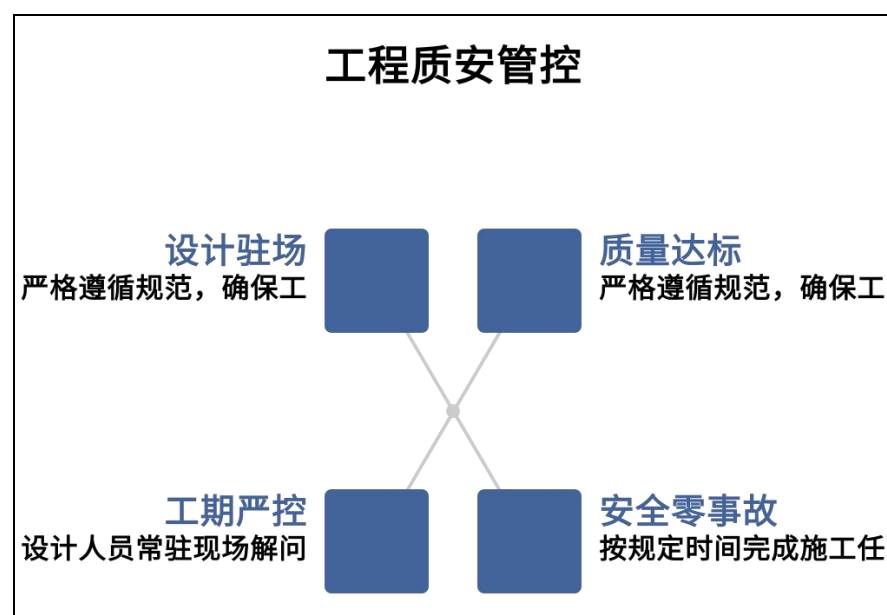 工程质安管控
设计驻场
严格遵循规范，确保工
质量达标
严格遵循规范，确保工
工期严控
设计人员常驻现场解问
安全零事故
按规定时间完成施工任